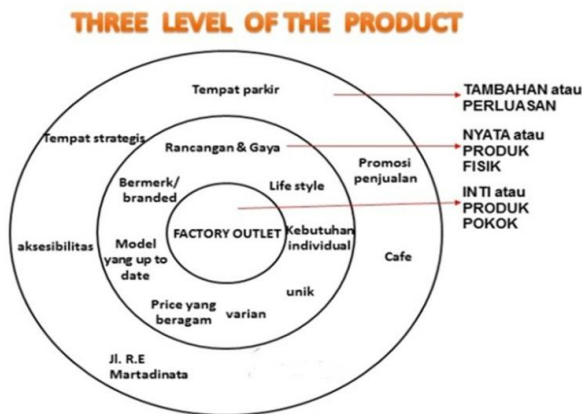 THREE LEVEL OF THE PRODUCT
Tempat parkir
TAMBAHAN atau
PERLUASAN
Tempat strategis
Rancangan & Gaya
NYATA atau
PRODUK
FISIK
Promosi
penjualan
Bermerk/
branded
Life style
INTI atau
PRODUK
POKOK
FACTORY OUTLET
Kebutuhan
individual
aksesibilitas
Model
yang up to
date
Cafe
unik
Price yang
beragam
varian
Jl. R.E
Martadinata